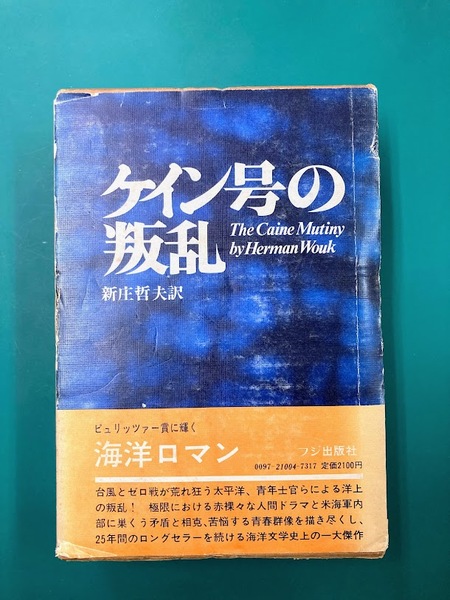 ケイン号の
叛乱
The Caine Mutiny
by Herman Wouk
新庄哲夫訳
ピュリッツァー賞に輝く
海洋ロマン
フジ出版社
0097-21004-7317 定価2100円
台風とゼロ戦が荒れ狂う太平洋、青年士官らによる洋上
の叛乱! 極限における赤裸々な人間ドラマと米海軍内
部に巣くう矛盾と相克、苦悩する青春群像を描き尽くし、
25年間のロングセラーを続ける海洋文学史上の一大傑作